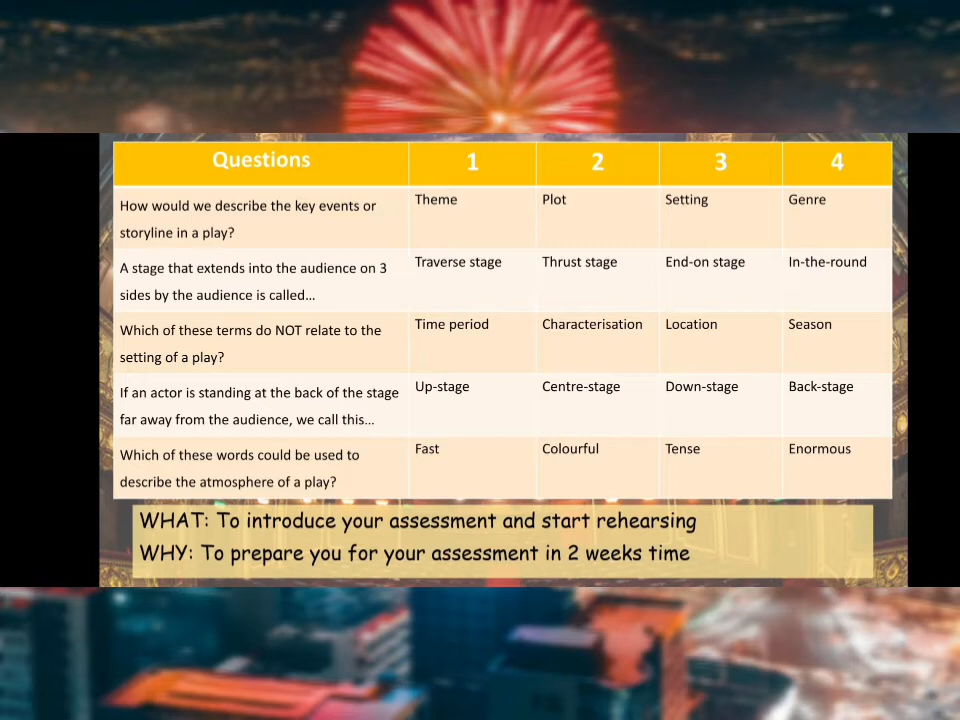 Questions 1 2 3 4
How would we describe the key events or Theme Plot Setting Genre
storyline in a play?
A stage that extends into the audience on 3 Traverse stage Thrust stage End-on stage In-the-round
sides by the audience is called…
Which of these terms do NOT relate to the Time period Characterisation Location Season
setting of a play?
If an actor is standing at the back of the stage Up-stage Centre-stage Down-stage Back-stage
far away from the audience, we call this…
Which of these words could be used to Fast Colourful Tense Enormous
describe the atmosphere of a play?
WHAT: To introduce your assessment and start rehearsing
WHY: To prepare you for your assessment in 2 weeks time